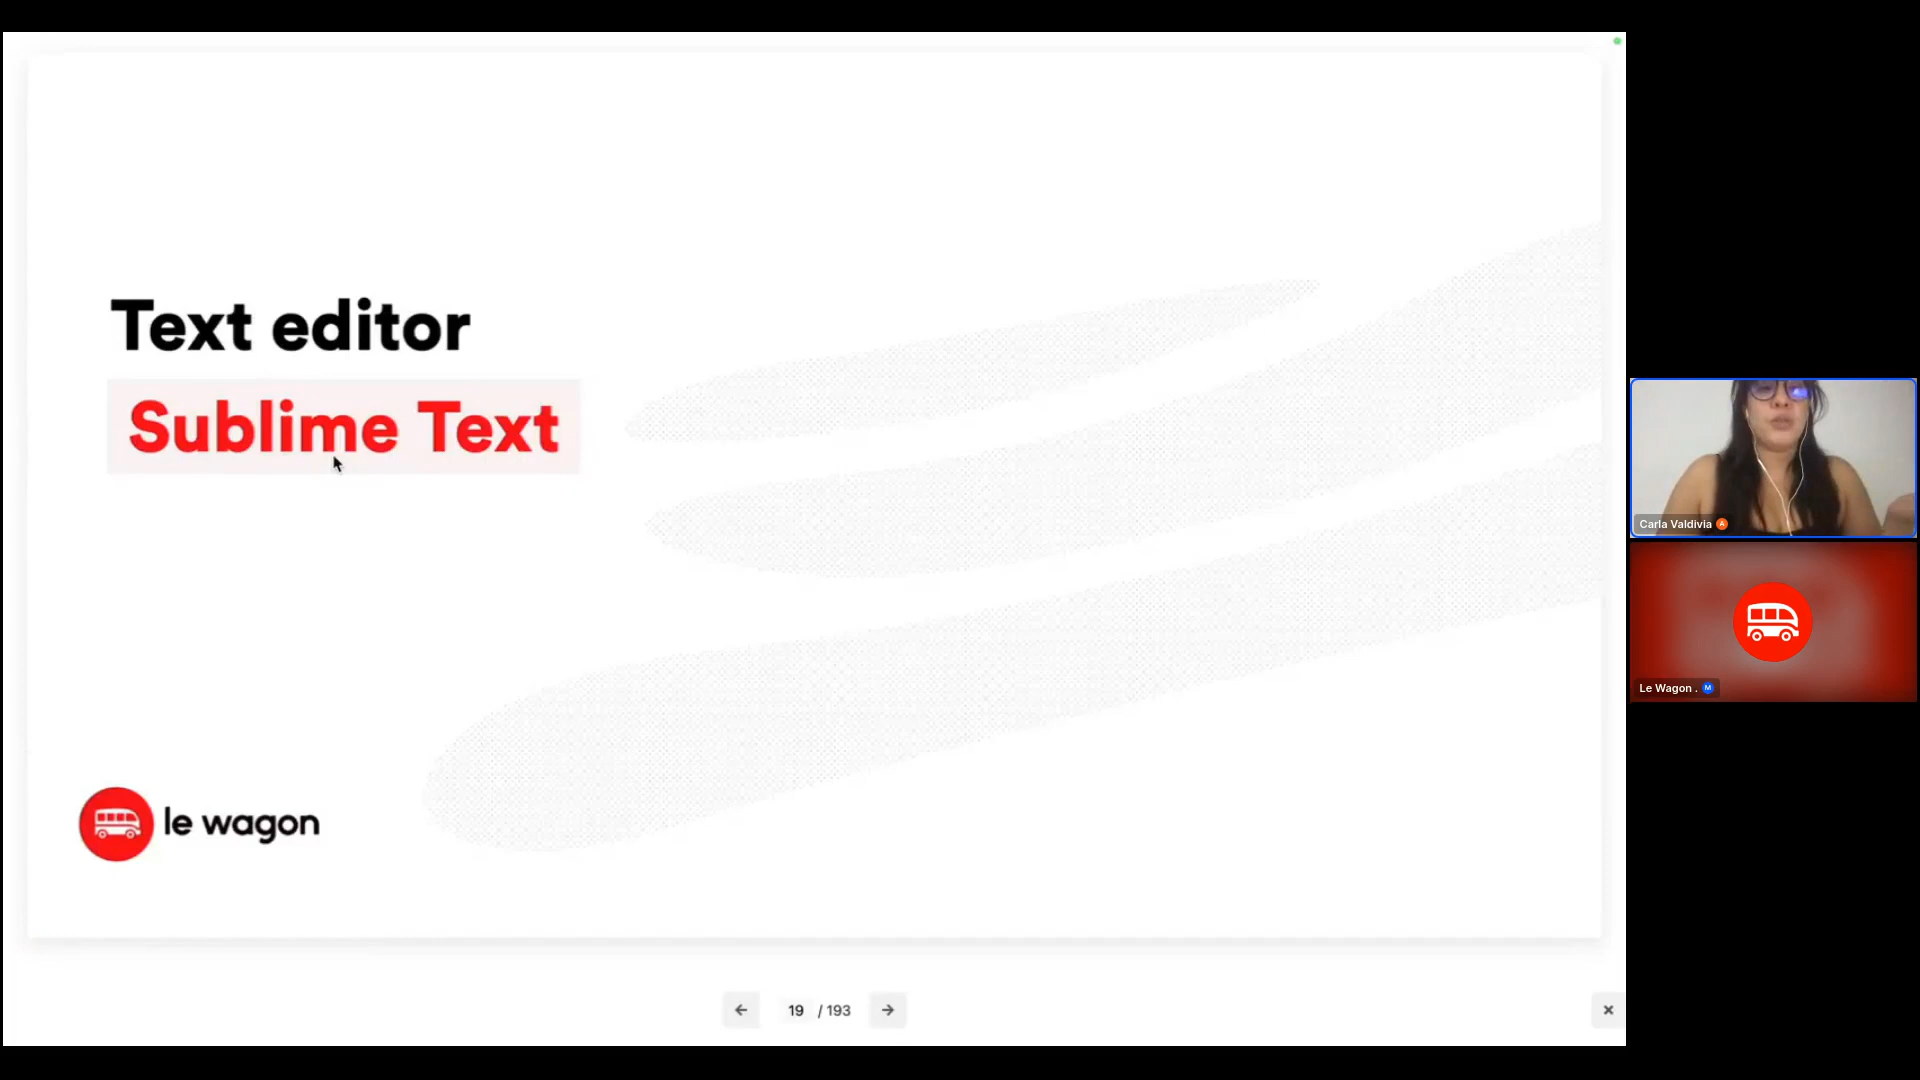 Text editor
Sublime Text
le wagon
19 / 193
Carla Valdivia A
Le Wagon . M